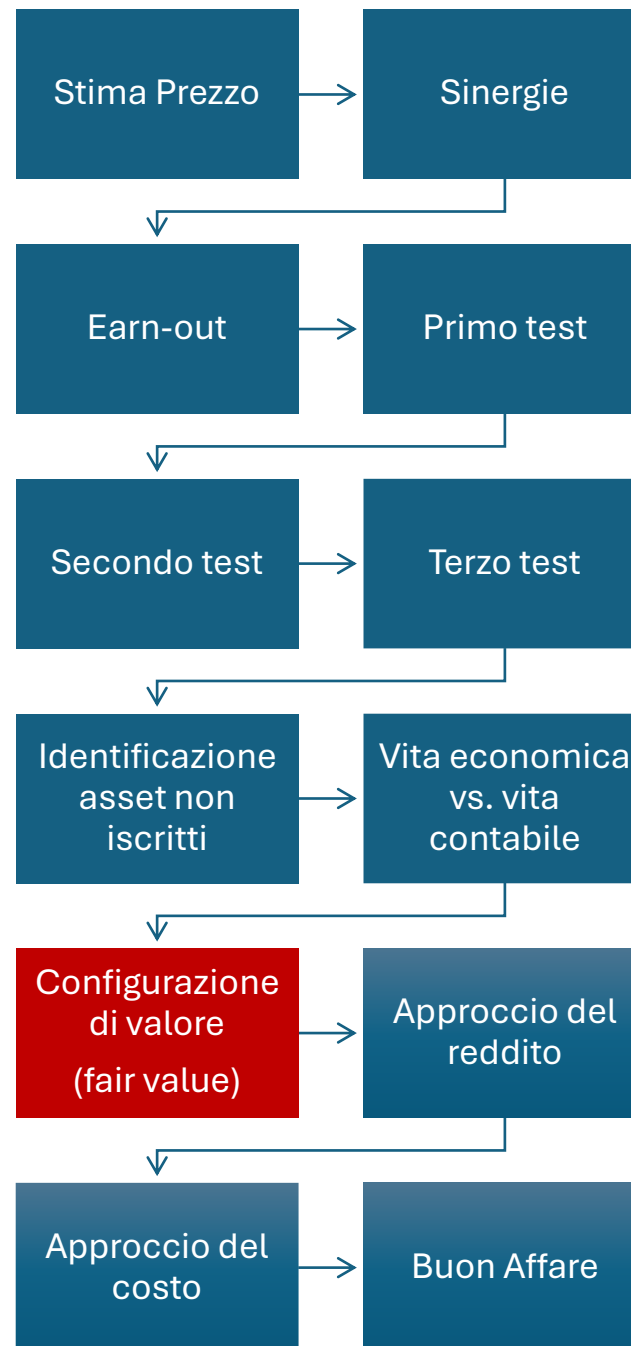 Stima Prezzo
Sinergie
Earn-out
Primo test
Secondo test
Terzo test
Identificazione
asset non
iscritti
Vita economica
vs. vita
contabile
Configurazione
di valore
(fair value)
Approccio del
reddito
Approccio del
costo
Buon Affare